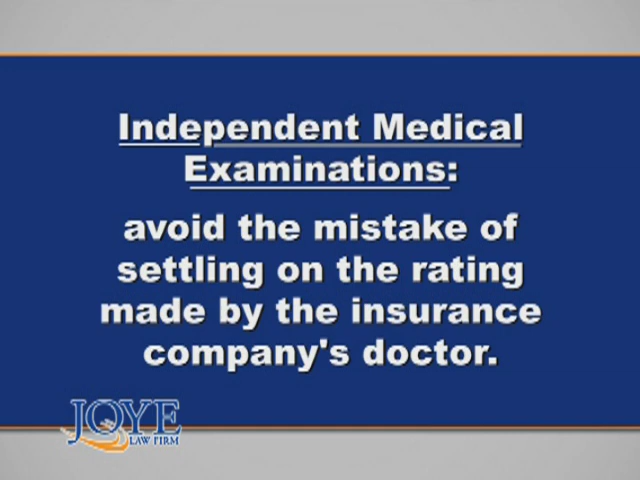 Independent Medical
Examinations:
avoid the mistake of
settling on the rating
made by the insurance
company's doctor.
JOYE
LAW FIRM